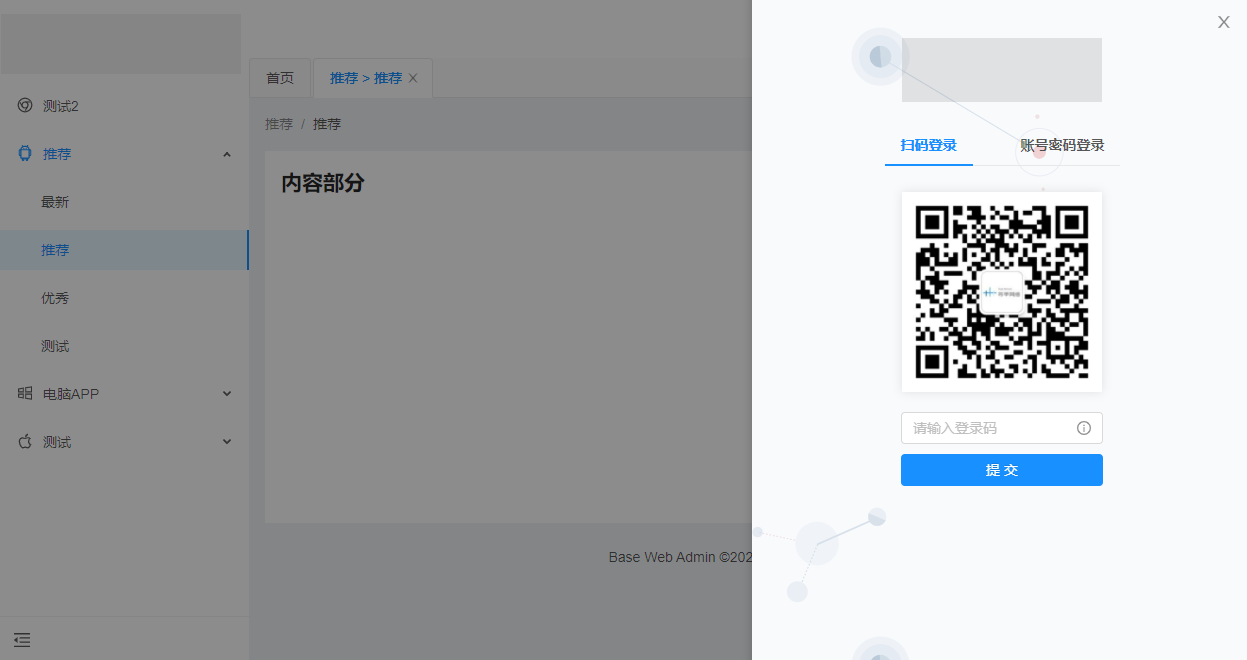 测试2
推荐
最新
推荐
优秀
测试
电脑APP
测试
首页
推荐 > 推荐
推荐 / 推荐
内容部分
Base Web Admin ©202
扫码登录
账号密码登录
请输入登录码
提 交